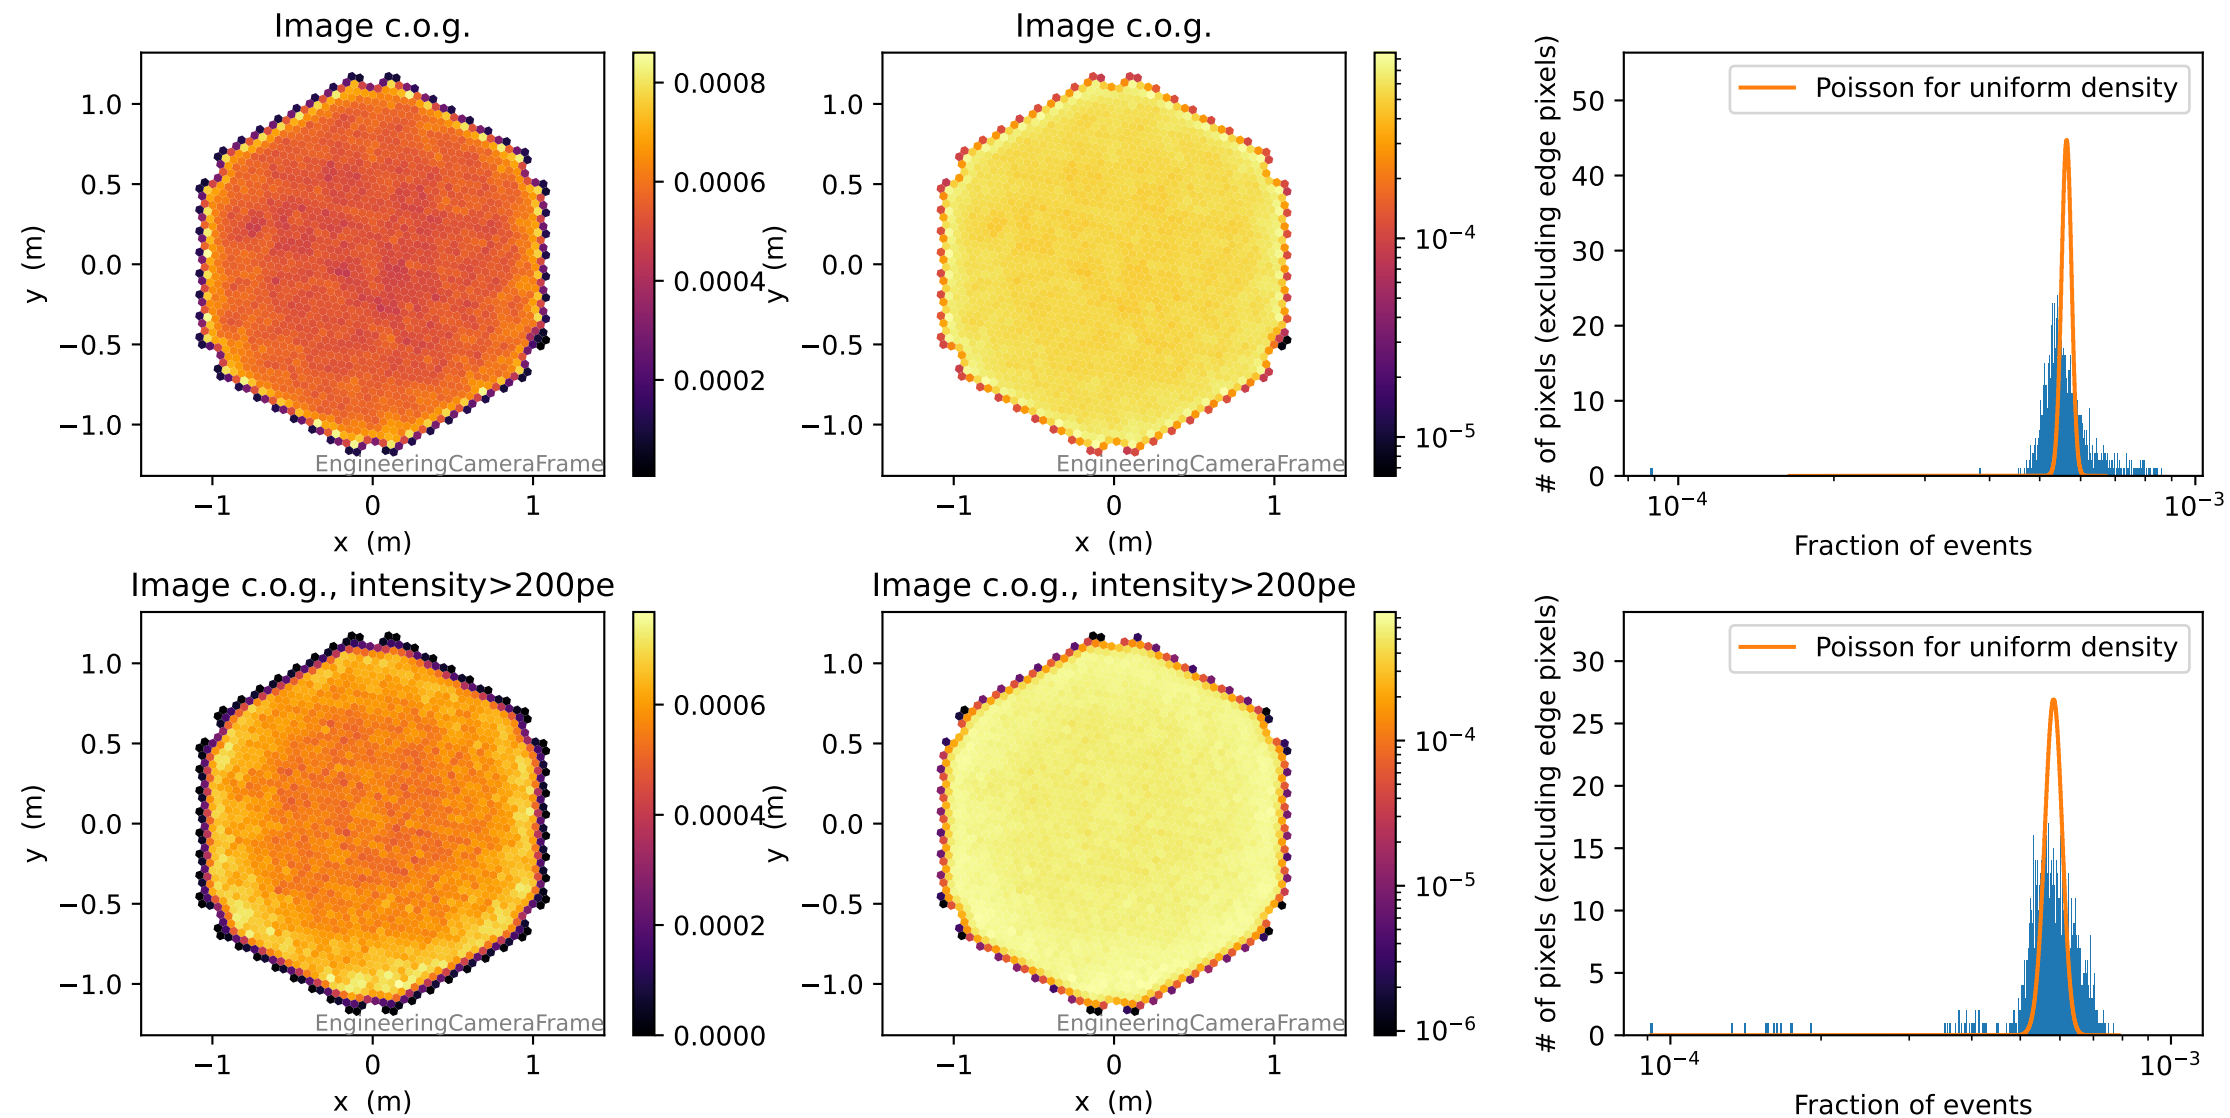 Image c.o.g.
1.0
0.5
0.0
−0.5
−1.0
y (m)
−1
0
1
x (m)
EngineeringCameraFrame
0.0008
0.0006
0.0004
0.0002
Image c.o.g.
1.0
0.5
0.0
−0.5
−1.0
y (m)
−1
0
1
x (m)
EngineeringCameraFrame
10⁻⁴
10⁻⁵
# of pixels (excluding edge pixels)
50
40
30
20
10
0
Poisson for uniform density
10⁻⁴
10⁻³
Fraction of events
Image c.o.g., intensity>200pe
1.0
0.5
0.0
−0.5
−1.0
y (m)
−1
0
1
x (m)
EngineeringCameraFrame
0.0006
0.0004
0.0002
0.0000
Image c.o.g., intensity>200pe
1.0
0.5
0.0
−0.5
−1.0
y (m)
−1
0
1
x (m)
EngineeringCameraFrame
10⁻⁴
10⁻⁵
10⁻⁶
# of pixels (excluding edge pixels)
30
25
20
15
10
5
0
Poisson for uniform density
10⁻⁴
10⁻³
Fraction of events